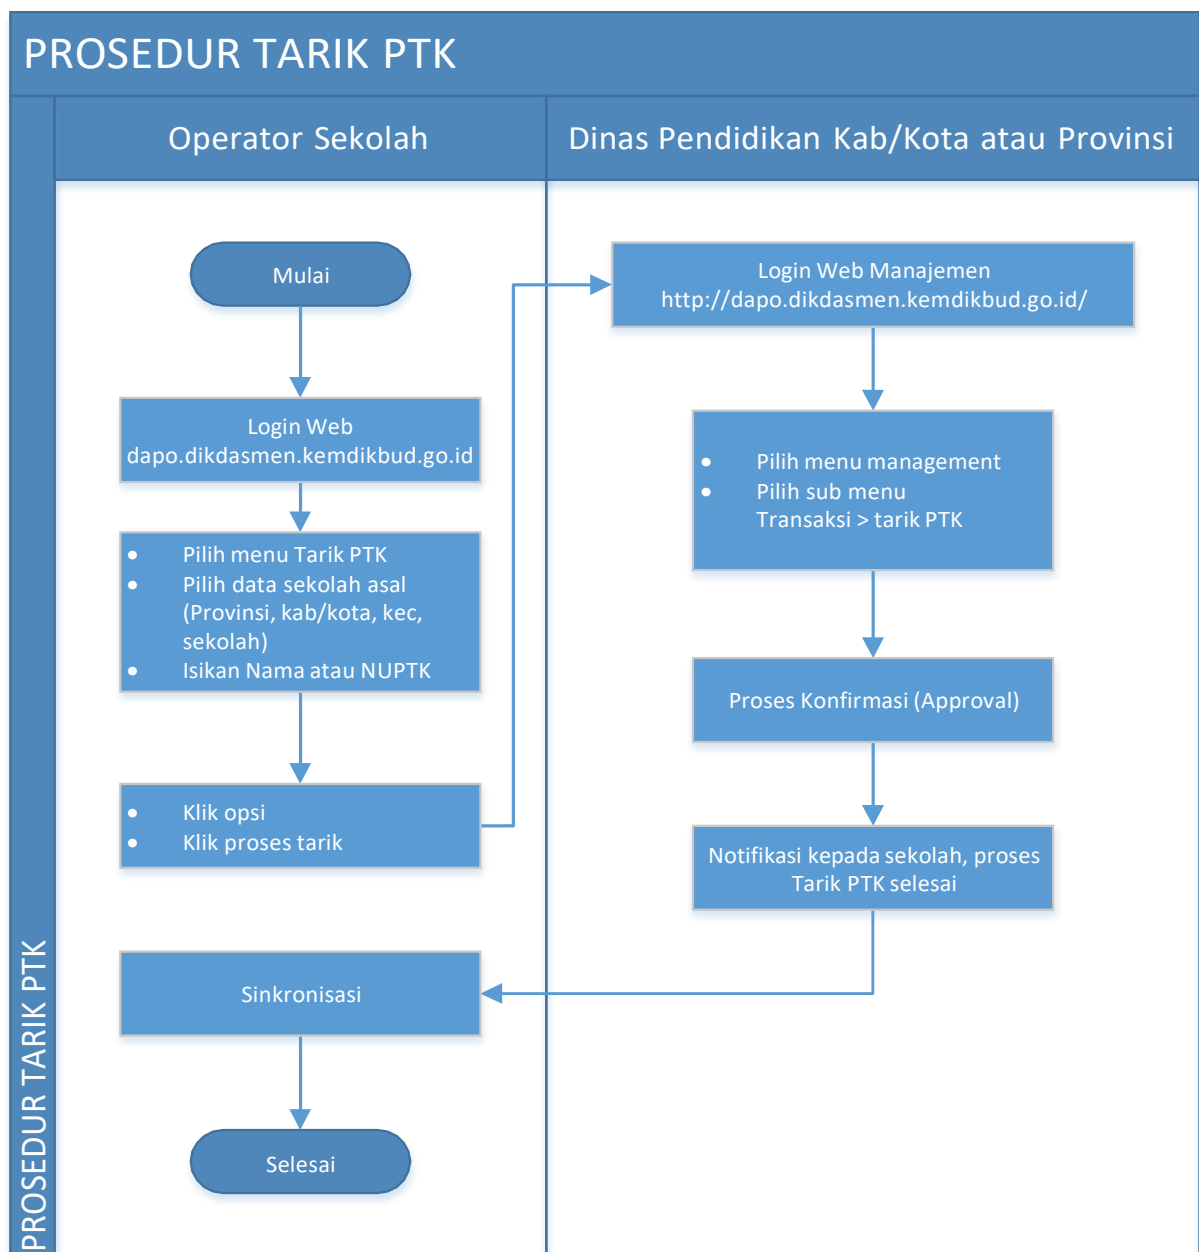 PROSEDUR TARIK PTK
Operator Sekolah
Dinas Pendidikan Kab/Kota atau Provinsi
Mulai
Login Web
dapo.dikdasmen.kemdikbud.go.id
• Pilih menu Tarik PTK
• Pilih data sekolah asal
(Provinsi, kab/kota, kec,
sekolah)
• Isikan Nama atau NUPTK
• Klik opsi
• Klik proses tarik
Login Web Manajemen
http://dapo.dikdasmen.kemdikbud.go.id/
• Pilih menu management
• Pilih sub menu
Transaksi > tarik PTK
Proses Konfirmasi (Approval)
Notifikasi kepada sekolah, proses
Tarik PTK selesai
Sinkronisasi
Selesai
PROSEDUR TARIK PTK